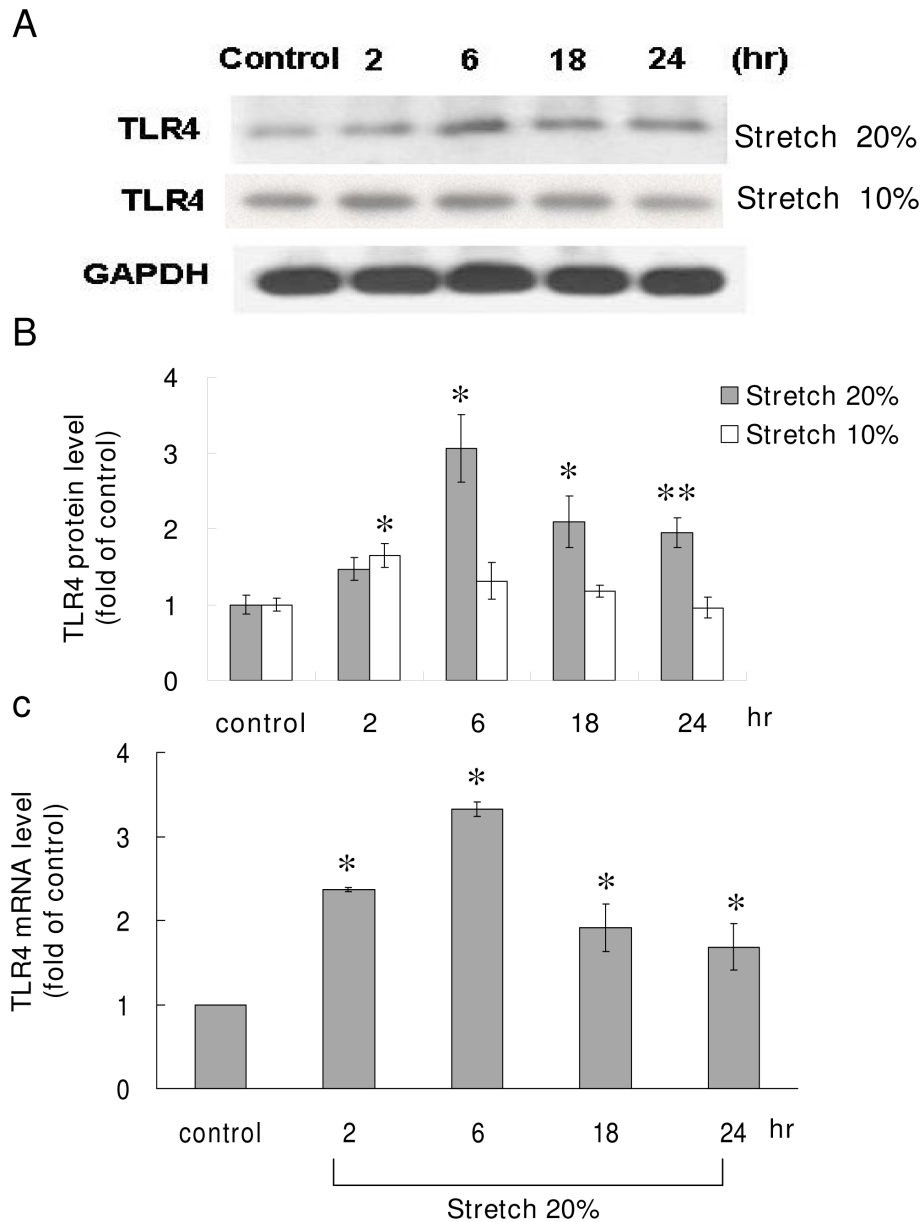 A
Control 2 6 18 24 (hr)
TLR4 Stretch 20%
TLR4 Stretch 10%
GAPDH
B
TLR4 protein level
(fold of control)
4
3
2
1
0
*
*
*
**
Stretch 20%
Stretch 10%
control 2 6 18 24 hr
c
TLR4 mRNA level
(fold of control)
4
3
2
1
0
*
*
*
*
control 2 6 18 24 hr
Stretch 20%